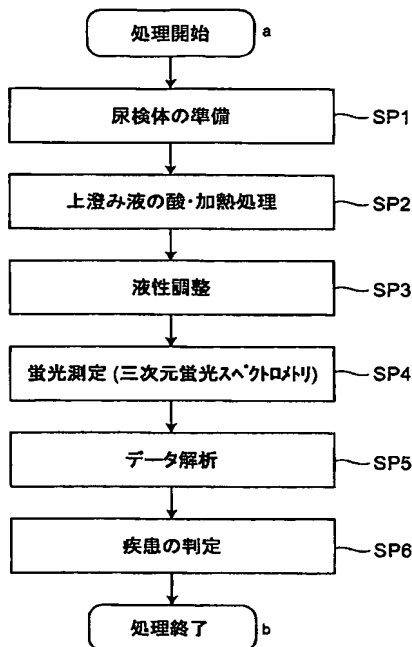 処理開始 a
尿検体の準備 SP1
上澄み液の酸・加熱処理 SP2
液性調整 SP3
蛍光測定 (三次元蛍光スペクトロメトリ) SP4
データ解析 SP5
疾患の判定 SP6
処理終了 b